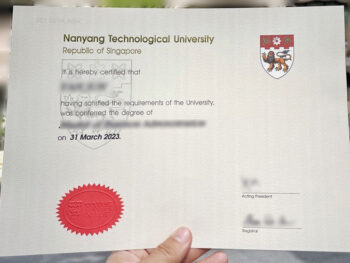 Nanyang Technological University
Republic of Singapore
It is hereby certified that
having satisfied the requirements of the University,
was conferred the degree of
on 31 March 2023.
Acting President
Registrar